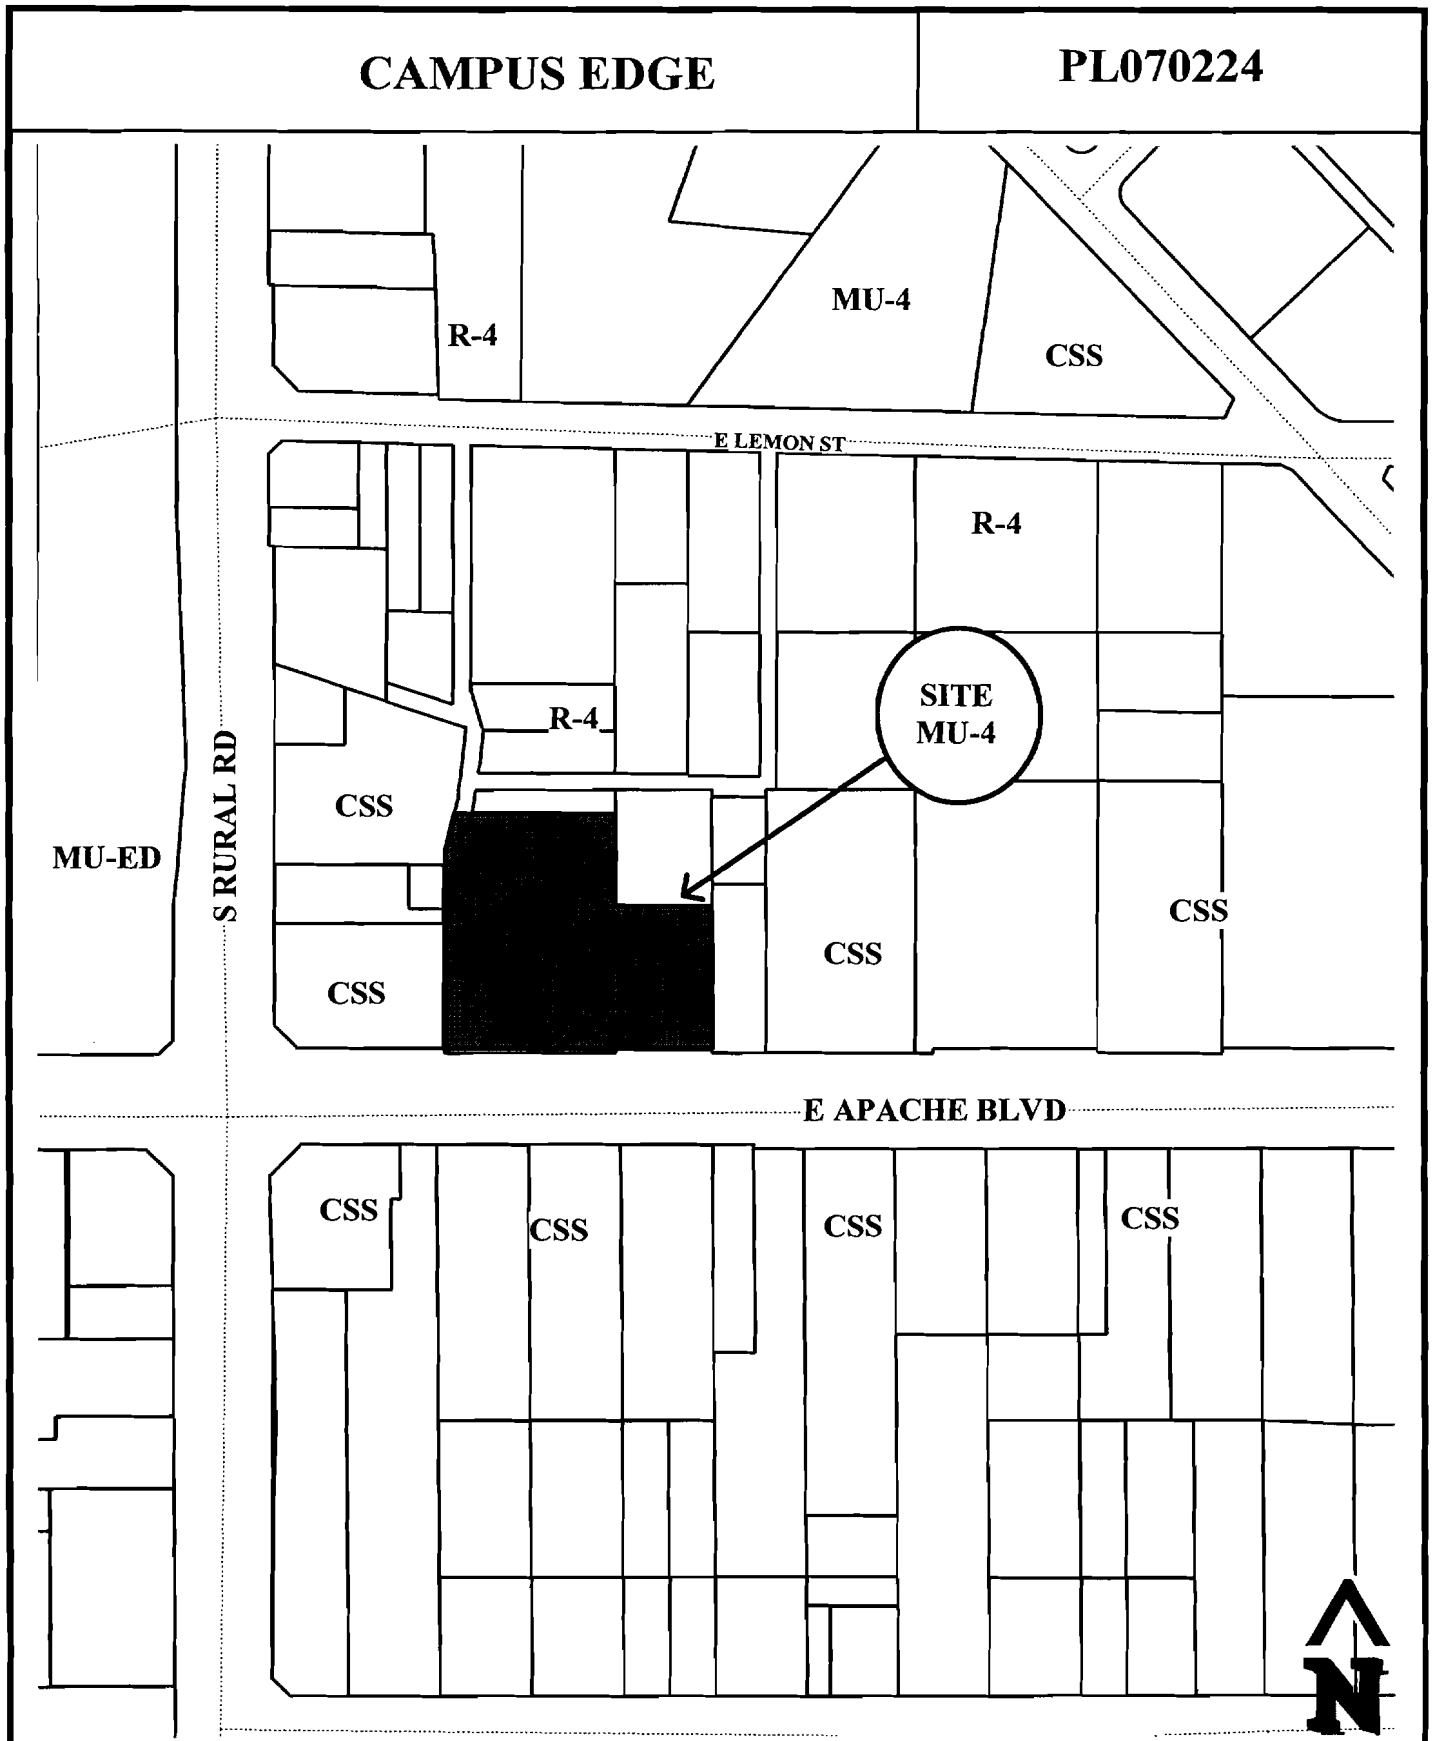 CAMPUS EDGE
PL070224
MU-4
R-4
CSS
E LEMON ST
R-4
SITE
MU-4
R-4
S RURAL RD
CSS
MU-ED
CSS
CSS
CSS
E APACHE BLVD
CSS
CSS
CSS
CSS
N